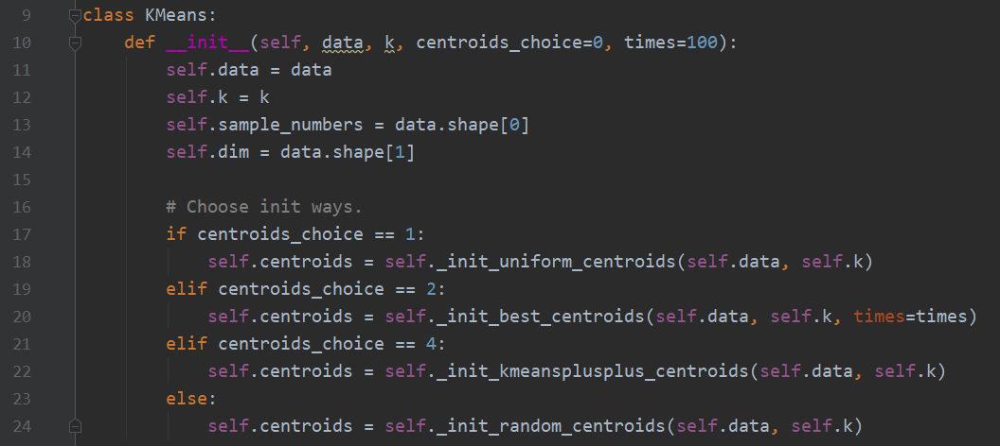 9 class KMeans:
10     def __init__(self, data, k, centroids_choice=0, times=100):
11         self.data = data
12         self.k = k
13         self.sample_numbers = data.shape[0]
14         self.dim = data.shape[1]
15
16         # Choose init ways.
17         if centroids_choice == 1:
18             self.centroids = self._init_uniform_centroids(self.data, self.k)
19         elif centroids_choice == 2:
20             self.centroids = self._init_best_centroids(self.data, self.k, times=times)
21         elif centroids_choice == 4:
22             self.centroids = self._init_kmeansplusplus_centroids(self.data, self.k)
23         else:
24             self.centroids = self._init_random_centroids(self.data, self.k)